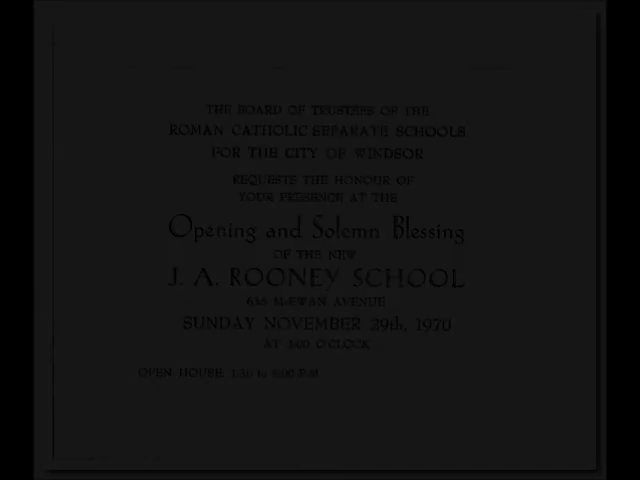 THE BOARD OF TRUSTEES OF THE
ROMAN CATHOLIC SEPARATE SCHOOLS
FOR THE CITY OF WINDSOR
REQUESTS THE HONOUR OF
YOUR PRESENCE AT THE
Opening and Solemn Blessing
OF THE NEW
J. A. ROONEY SCHOOL
McEWAN AVENUE
SUNDAY NOVEMBER 29th, 1970
AT O'CLOCK
OPEN HOUSE to P.M.